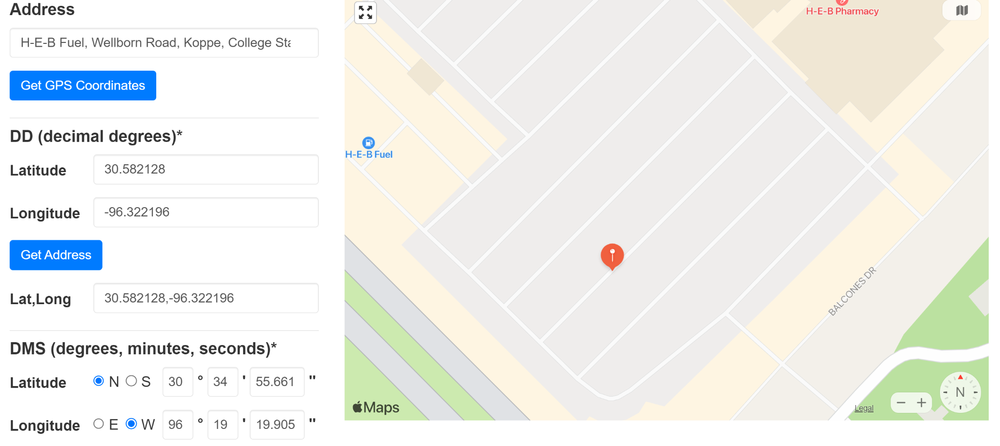 Address
H-E-B Fuel, Wellborn Road, Koppe, College Sta
Get GPS Coordinates
DD (decimal degrees)*
Latitude 30.582128
Longitude -96.322196
Get Address
Lat,Long 30.582128,-96.322196
DMS (degrees, minutes, seconds)*
Latitude N S 30 ° 34 ' 55.661 "
Longitude E W 96 ° 19 ' 19.905 "
H-E-B Pharmacy
H-E-B Fuel
BALCONES DR
Maps
Legal
N